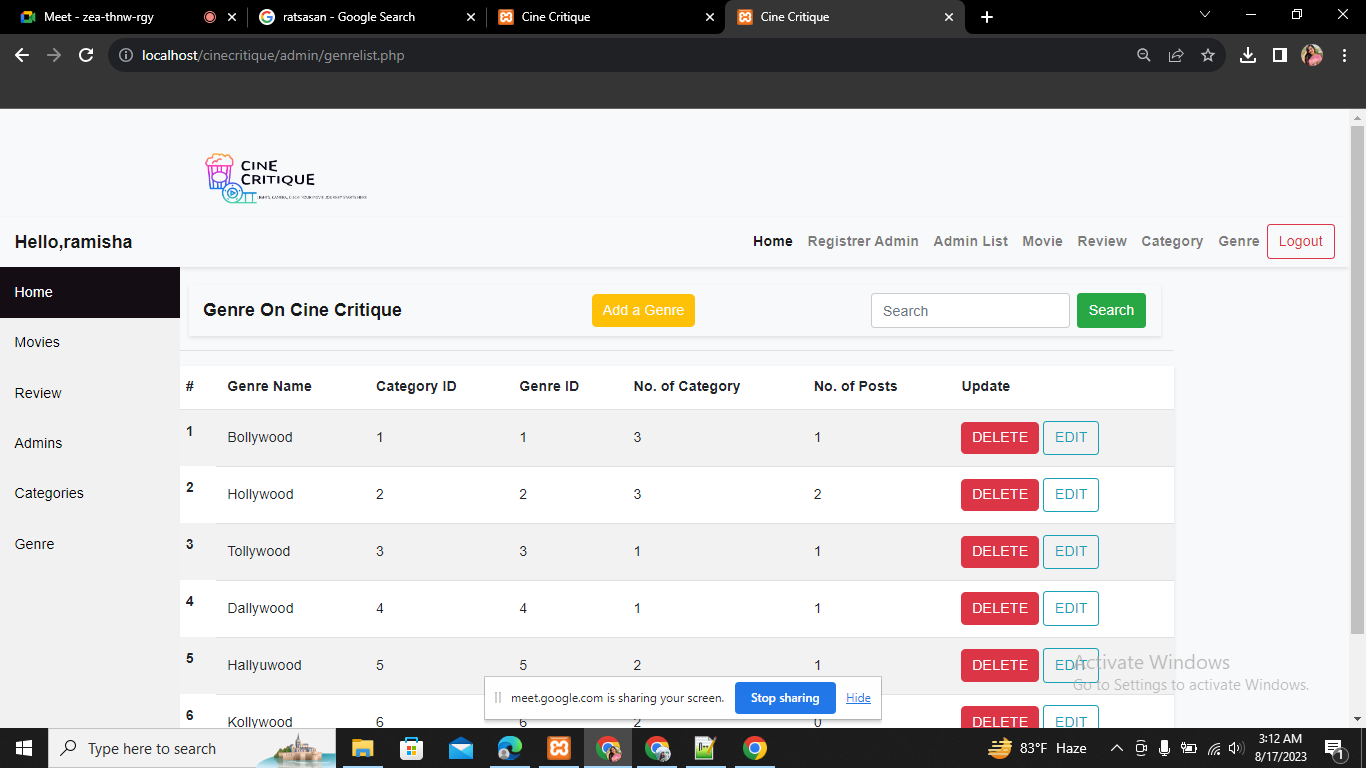 Meet - zea-thnw-rgy
ratsasan - Google Search
Cine Critique
Cine Critique
localhost/cinecritique/admin/genrelist.php
CINE
CRITIQUE
Hello,ramisha
Home Registrer Admin Admin List Movie Review Category Genre Logout
Home
Movies
Review
Admins
Categories
Genre
Genre On Cine Critique Add a Genre Search Search
# Genre Name Category ID Genre ID No. of Category No. of Posts Update
1 Bollywood 1 1 3 1 DELETE EDIT
2 Hollywood 2 2 3 2 DELETE EDIT
3 Tollywood 3 3 1 1 DELETE EDIT
4 Dallywood 4 4 1 1 DELETE EDIT
5 Hallyuwood 5 5 2 1 DELETE EDIT
6 Kollywood 6 6 2 0 DELETE EDIT
Activate Windows
Go to Settings to activate Windows.
meet.google.com is sharing your screen. Stop sharing Hide
Type here to search
83°F Haze
3:12 AM
8/17/2023
1